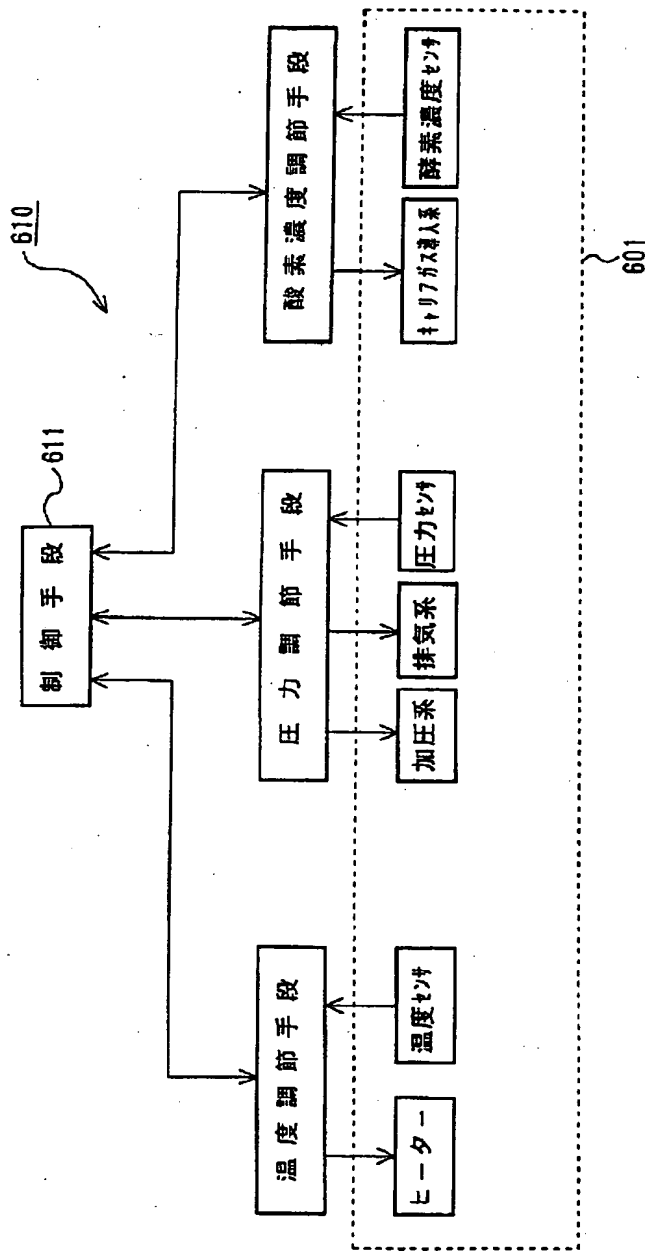 610
制御手段
611
温度調節手段
圧力調節手段
酸素濃度調節手段
ヒーター
温度センサ
加圧系
排気系
圧力センサ
キャリアガス導入系
酵素濃度センサ
601